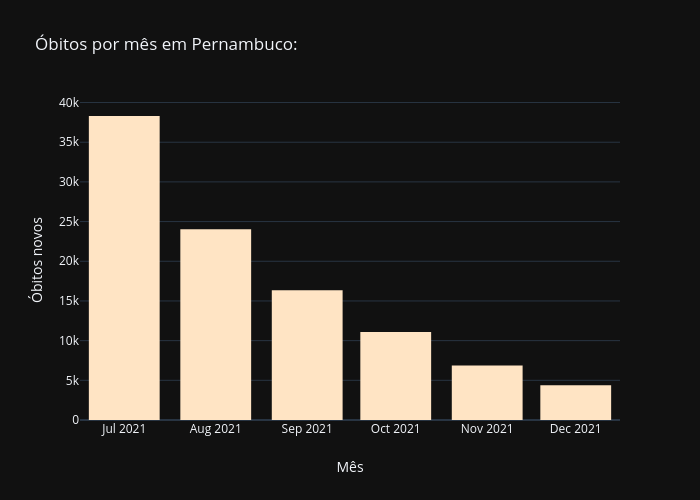 Óbitos por mês em Pernambuco:
40k
35k
30k
25k
20k
15k
10k
5k
0
Óbitos novos
Jul 2021
Aug 2021
Sep 2021
Oct 2021
Nov 2021
Dec 2021
Mês